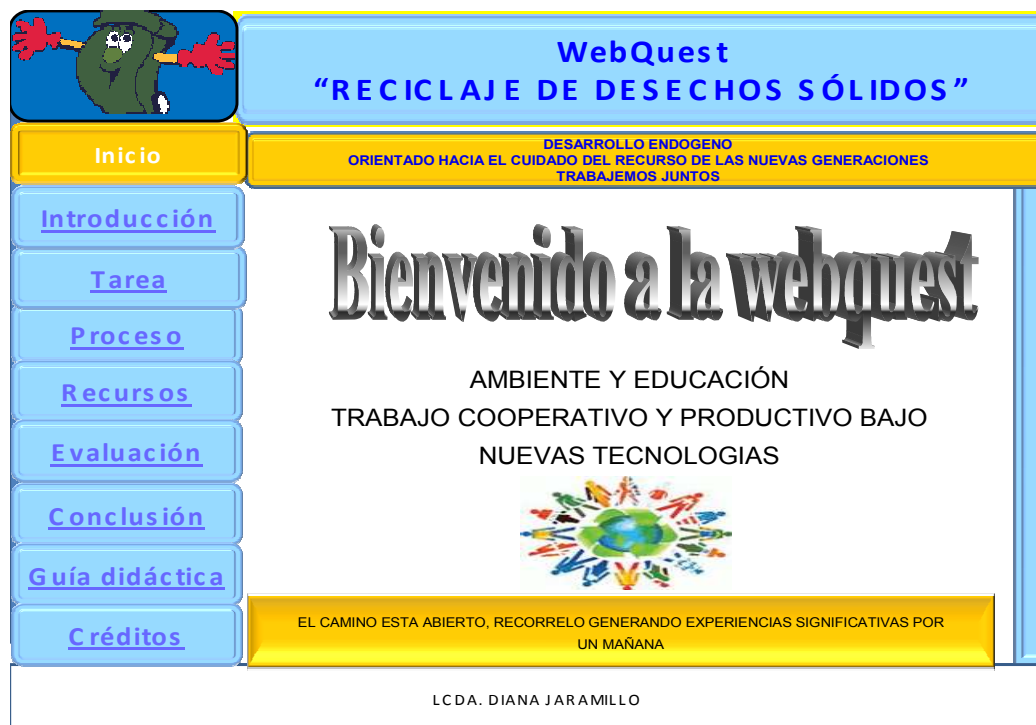 WebQuest
“RECICLAJE DE DESECHOS SÓLIDOS”
Inicio
DESARROLLO ENDOGENO
ORIENTADO HACIA EL CUIDADO DEL RECURSO DE LAS NUEVAS GENERACIONES
TRABAJEMOS JUNTOS
Introducción
Tarea
Proceso
Recursos
Evaluación
Conclusión
Guía didáctica
Créditos
Bienvenido a la webquest
AMBIENTE Y EDUCACIÓN
TRABAJO COOPERATIVO Y PRODUCTIVO BAJO
NUEVAS TECNOLOGIAS
EL CAMINO ESTA ABIERTO, RECORRELO GENERANDO EXPERIENCIAS SIGNIFICATIVAS POR
UN MAÑANA
LCDA. DIANA JARAMILLO